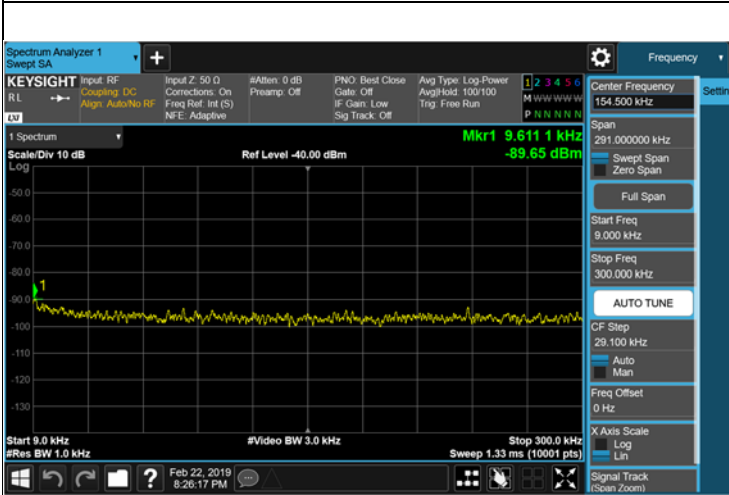 Spectrum Analyzer 1
Swept SA
+
Frequency
KEYSIGHT
R L
LXI
Input: RF
Coupling: DC
Align: Auto/No RF
Input Z: 50 Ω
Corrections: On
Freq Ref: Int (S)
NFE: Adaptive
#Atten: 0 dB
Preamp: Off
PNO: Best Close
Gate: Off
IF Gain: Low
Sig Track: Off
Avg Type: Log-Power
Avg|Hold: 100/100
Trig: Free Run
1 2 3 4 5 6
M W W W W W
P N N N N N
1 Spectrum
Scale/Div 10 dB
Log
Ref Level -40.00 dBm
Mkr1 9.611 1 kHz
-89.65 dBm
-50.0
-60.0
-70.0
-80.0
1
-90.0
-100
-110
-120
-130
Start 9.0 kHz
#Res BW 1.0 kHz
#Video BW 3.0 kHz
Stop 300.0 kHz
Sweep 1.33 ms (10001 pts)
?
Feb 22, 2019
8:26:17 PM
Center Frequency
154.500 kHz
Settin
Span
291.000000 kHz
Swept Span
Zero Span
Full Span
Start Freq
9.000 kHz
Stop Freq
300.000 kHz
AUTO TUNE
CF Step
29.100 kHz
Auto
Man
Freq Offset
0 Hz
X Axis Scale
Log
Lin
Signal Track
(Span Zoom)